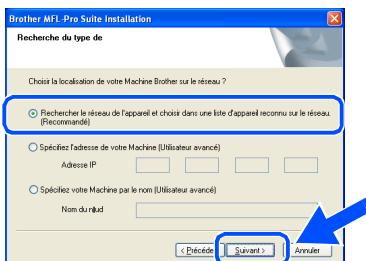 Brother MFL-Pro Suite Installation
Recherche du type de
Choisir la localisation de votre Machine Brother sur le réseau ?
Rechercher le réseau de l'appareil et choisir dans une liste d'appareil reconnu sur le réseau.
(Recommandé)
Spécifiez l'adresse de votre Machine (Utilisateur avancé)
Adresse IP
Spécifiez votre Machine par le nom (Utilisateur avancé)
Nom du nœud
< Précéde Suivant > Annuler